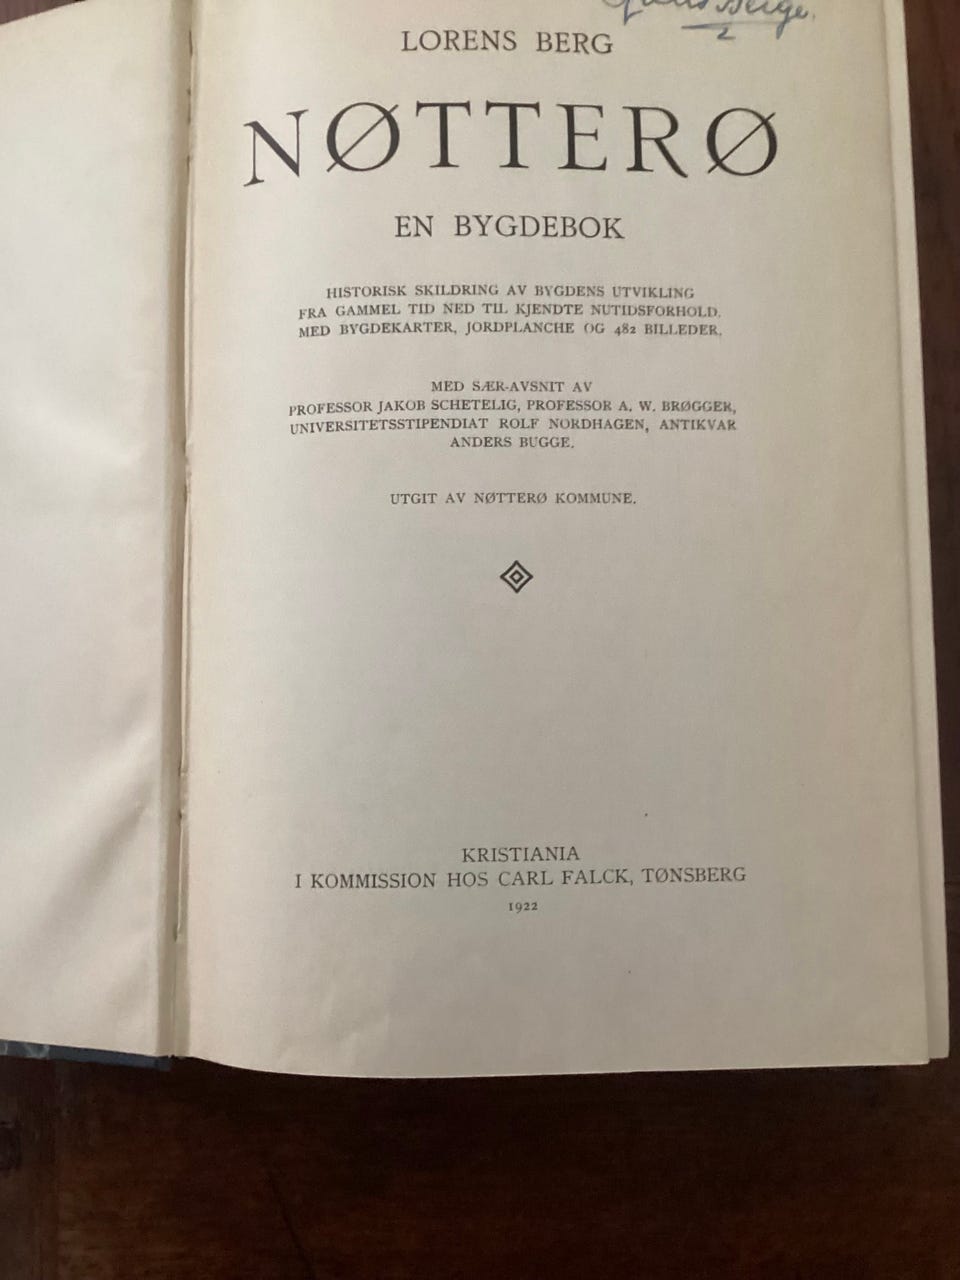 Berge.
2
LORENS BERG
NØTTERØ
EN BYGDEBOK
HISTORISK SKILDRING AV BYGDENS UTVIKLING
FRA GAMMEL TID NED TIL KJENDTE NUTIDSFORHOLD.
MED BYGDEKARTER, JORDPLANCHE OG 482 BILLEDER.
MED SÆR-AVSNIT AV
PROFESSOR JAKOB SCHETELIG, PROFESSOR A. W. BRØGGER,
UNIVERSITETSSTIPENDIAT ROLF NORDHAGEN, ANTIKVAR
ANDERS BUGGE.
UTGIT AV NØTTERØ KOMMUNE.
KRISTIANIA
I KOMMISSION HOS CARL FALCK, TØNSBERG
1922